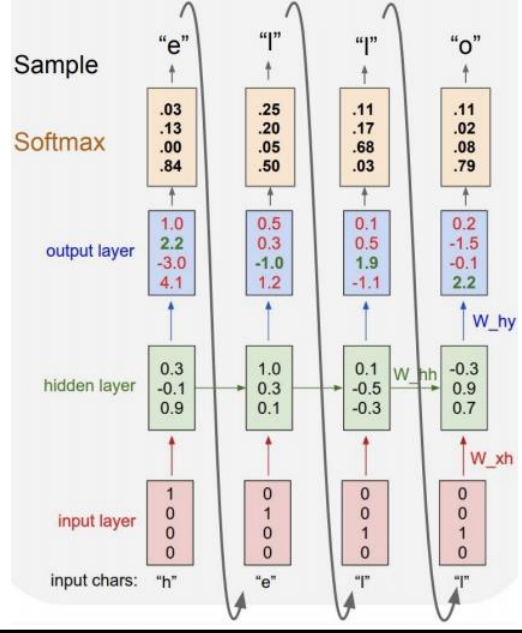 Sample “e” “l” “l” “o”
Softmax
.03 .25 .11 .11
.13 .20 .17 .02
.00 .05 .68 .08
.84 .50 .03 .79
output layer
1.0 0.5 0.1 0.2
2.2 0.3 0.5 -1.5
-3.0 -1.0 1.9 -0.1
4.1 1.2 -1.1 2.2
W_hy
hidden layer
0.3 1.0 0.1 W_hh -0.3
-0.1 0.3 -0.5 0.9
0.9 0.1 -0.3 0.7
W_xh
input layer
1 0 0 0
0 1 0 0
0 0 1 1
0 0 0 0
input chars: “h” “e” “l” “l”